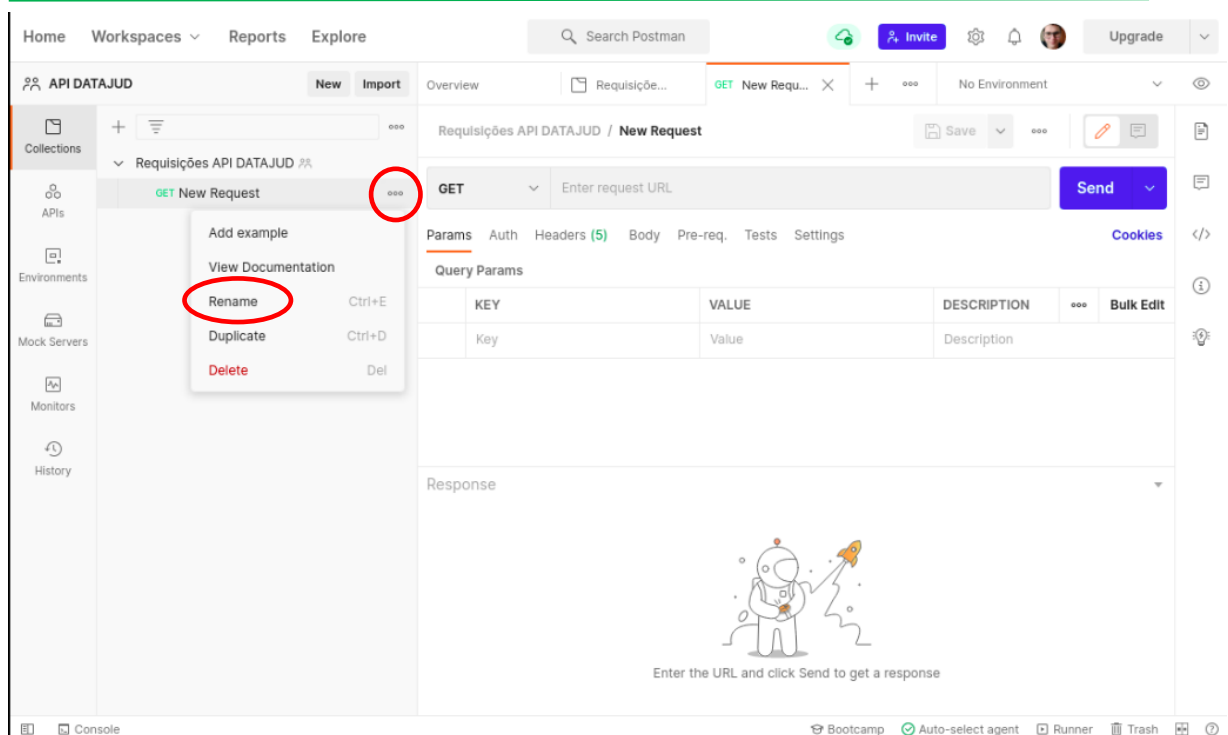 Home Workspaces Reports Explore Search Postman Invite Upgrade
API DATAJUD New Import Overview Requisiçõe... GET New Requ... No Environment
Collections
Requisições API DATAJUD / New Request Save
Requisições API DATAJUD
GET New Request
GET Enter request URL Send
APIs
Add example
View Documentation
Rename Ctrl+E
Duplicate Ctrl+D
Delete Del
Params Auth Headers (5) Body Pre-req. Tests Settings Cookies
Query Params
KEY VALUE DESCRIPTION Bulk Edit
Key Value Description
Environments
Mock Servers
Monitors
History
Response
Enter the URL and click Send to get a response
Console Bootcamp Auto-select agent Runner Trash